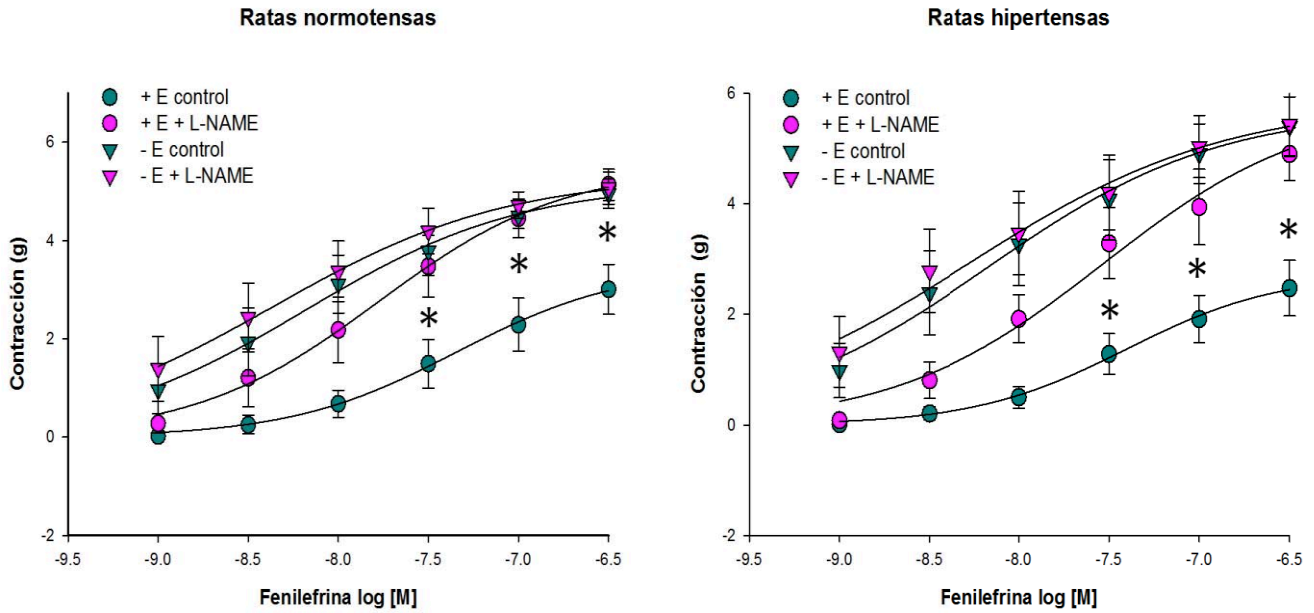 Ratas normotensas
+ E control
+ E + L-NAME
- E control
- E + L-NAME
6
4
2
0
-2
Contracción (g)
*
*
*
-9.5 -9.0 -8.5 -8.0 -7.5 -7.0 -6.5
Fenilefrina log [M]
Ratas hipertensas
+ E control
+ E + L-NAME
- E control
- E + L-NAME
6
4
2
0
-2
Contracción (g)
*
*
*
-9.5 -9.0 -8.5 -8.0 -7.5 -7.0 -6.5
Fenilefrina log [M]